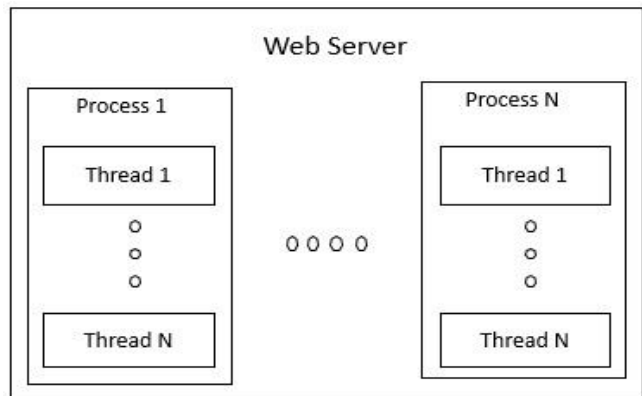 Web Server
Process 1
Thread 1
Thread N
Process N
Thread 1
Thread N